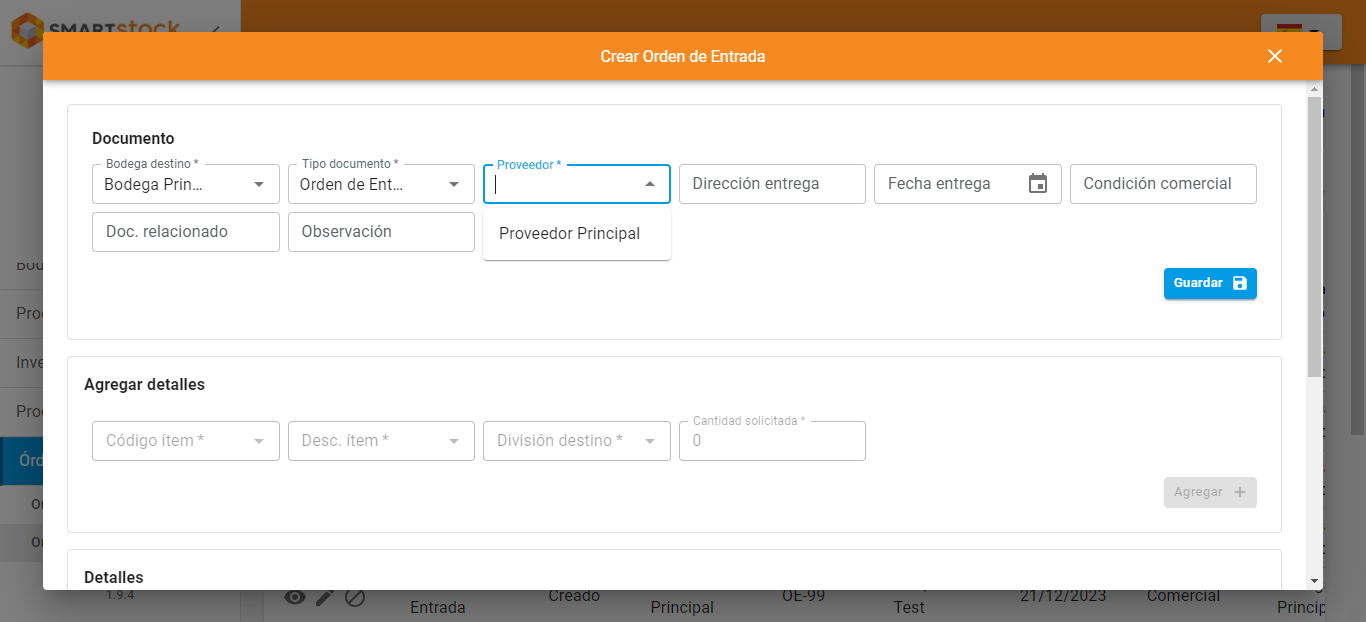 SMARTstock
Crear Orden de Entrada
Documento
Bodega destino *
Bodega Prin...
Tipo documento *
Orden de Ent...
Proveedor *
Dirección entrega
Fecha entrega
Condición comercial
Doc. relacionado
Observación
Proveedor Principal
Guardar
Agregar detalles
Código ítem *
Desc. ítem *
División destino *
Cantidad solicitada *
0
Agregar
Detalles
Proc
Inve
Proc
Órd
1.9.4
Entrada
Creado
Principal
OE-99
Test
21/12/2023
Comercial
Princip